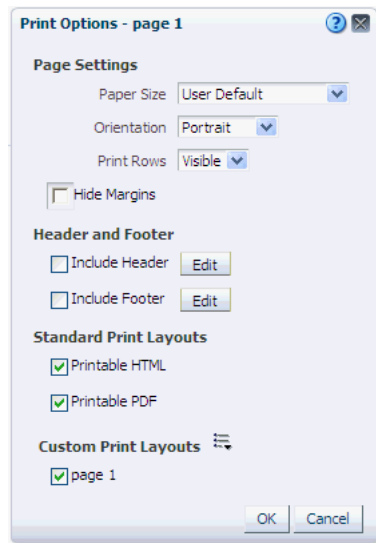 Print Options - page 1
Page Settings
Paper Size User Default
Orientation Portrait
Print Rows Visible
Hide Margins
Header and Footer
Include Header Edit
Include Footer Edit
Standard Print Layouts
Printable HTML
Printable PDF
Custom Print Layouts
page 1
OK Cancel